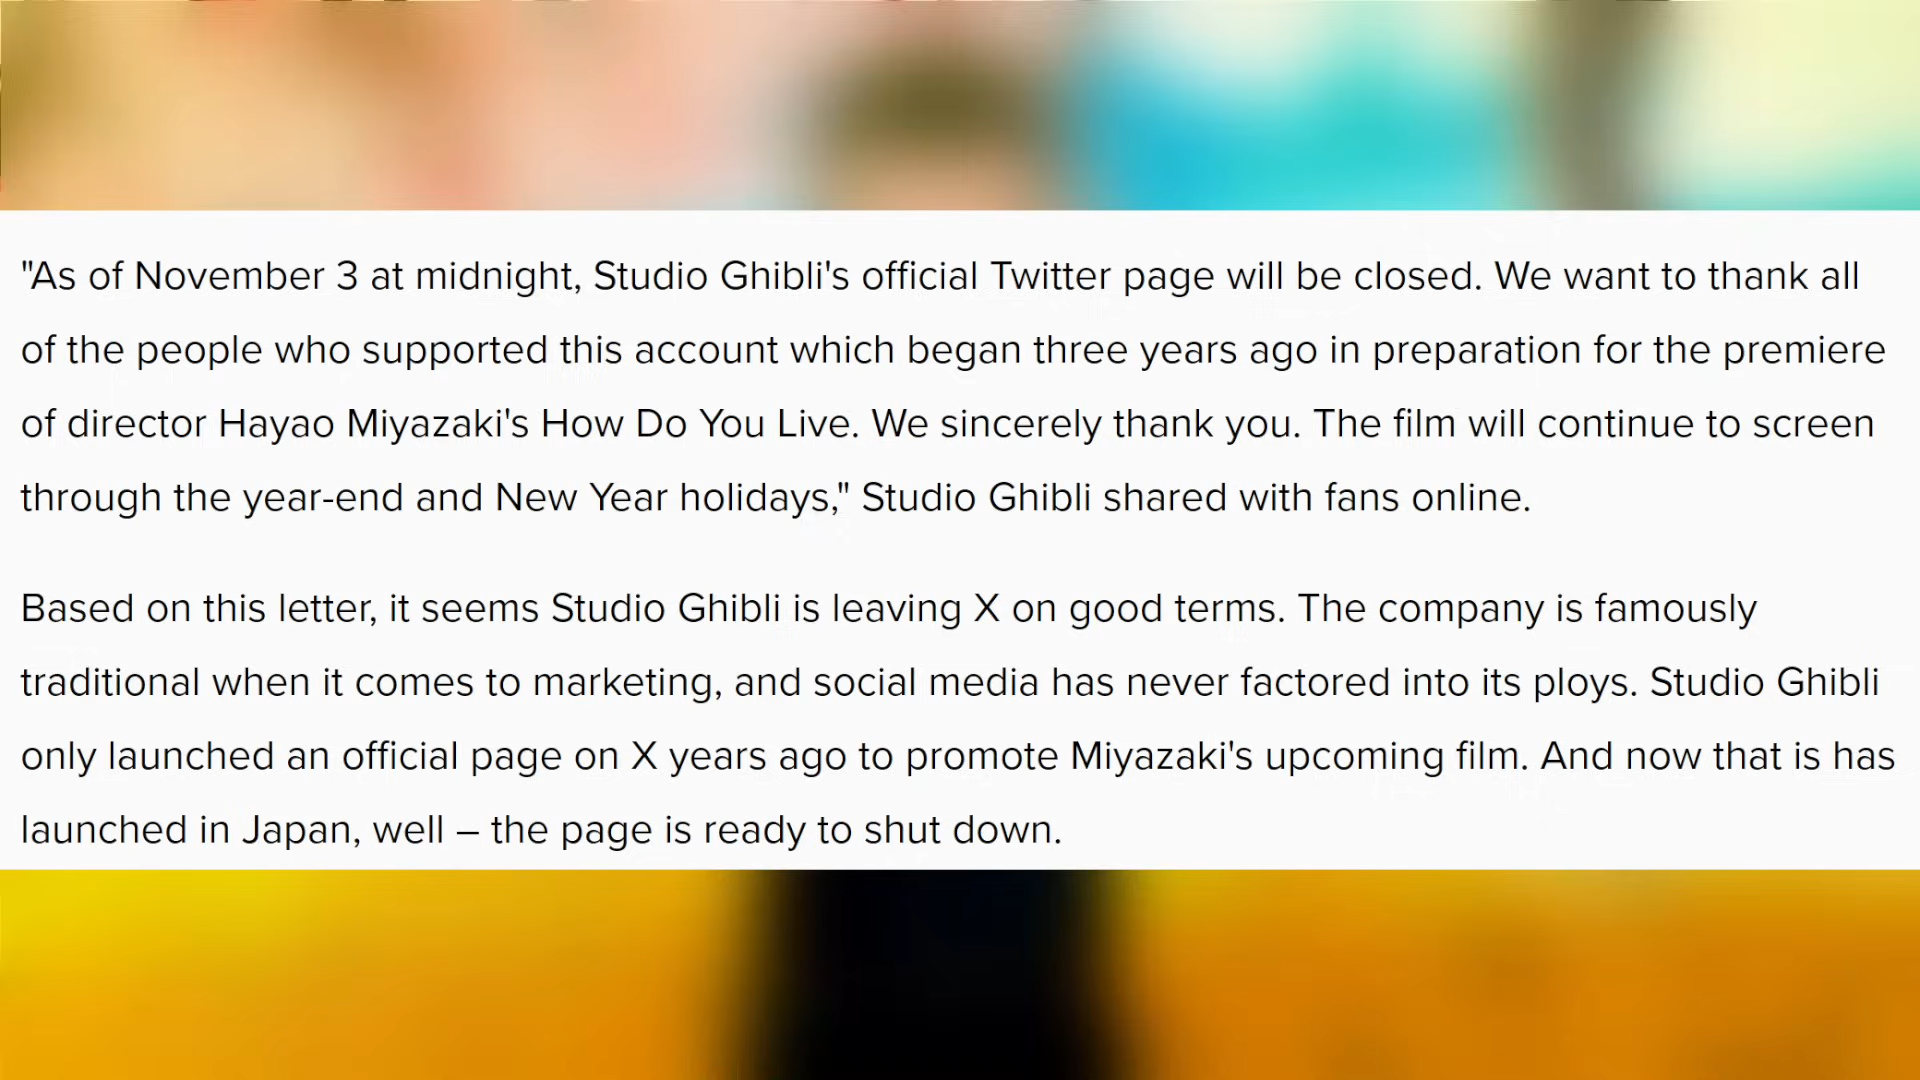 "As of November 3 at midnight, Studio Ghibli's official Twitter page will be closed. We want to thank all
of the people who supported this account which began three years ago in preparation for the premiere
of director Hayao Miyazaki's How Do You Live. We sincerely thank you. The film will continue to screen
through the year-end and New Year holidays," Studio Ghibli shared with fans online.
Based on this letter, it seems Studio Ghibli is leaving X on good terms. The company is famously
traditional when it comes to marketing, and social media has never factored into its ploys. Studio Ghibli
only launched an official page on X years ago to promote Miyazaki's upcoming film. And now that is has
launched in Japan, well – the page is ready to shut down.